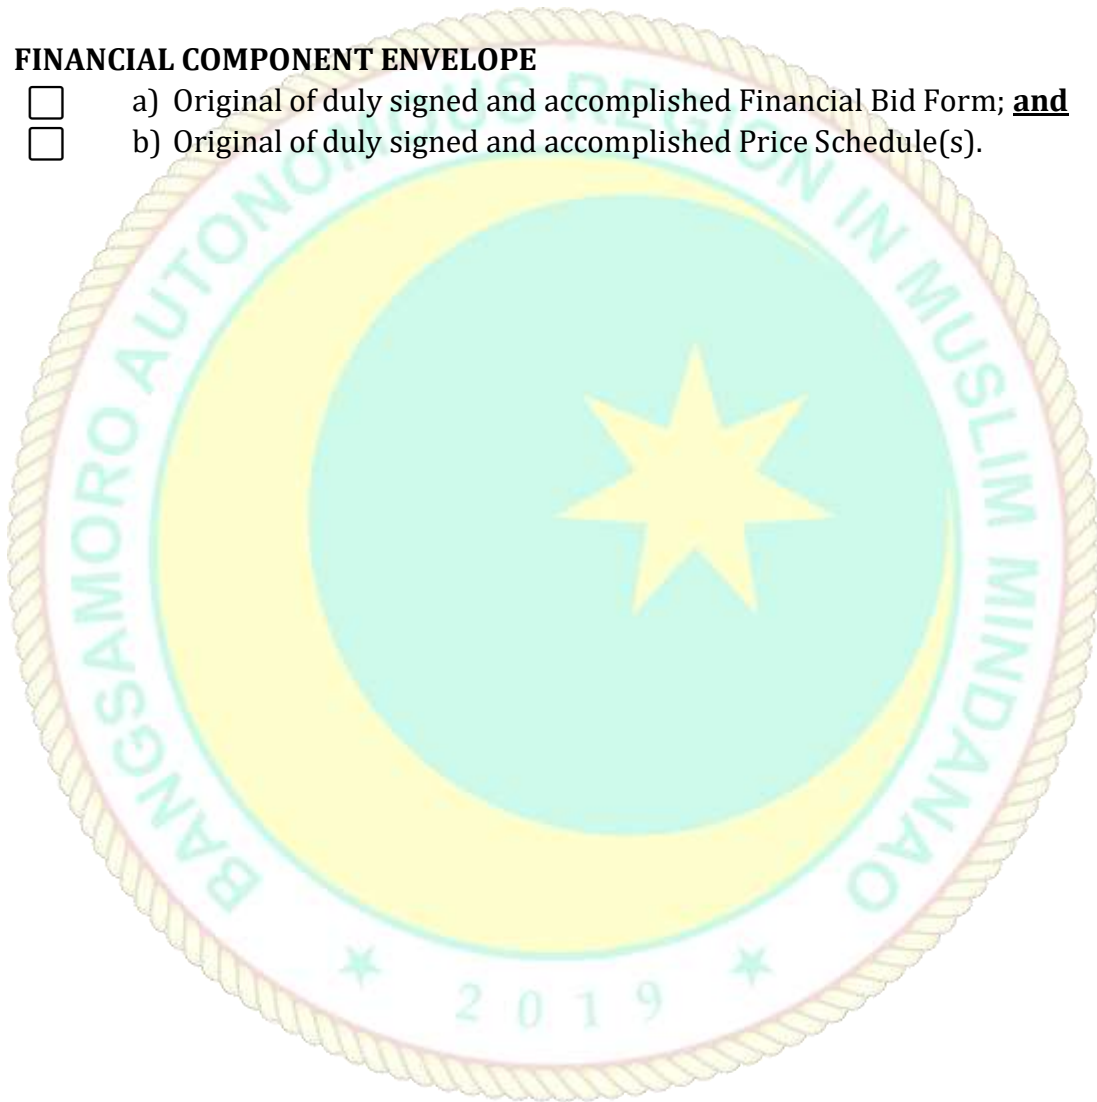 FINANCIAL COMPONENT ENVELOPE
a) Original of duly signed and accomplished Financial Bid Form; and
b) Original of duly signed and accomplished Price Schedule(s).
BANGSAMORO AUTONOMOUS REGION IN MUSLIM MINDANAO
2019